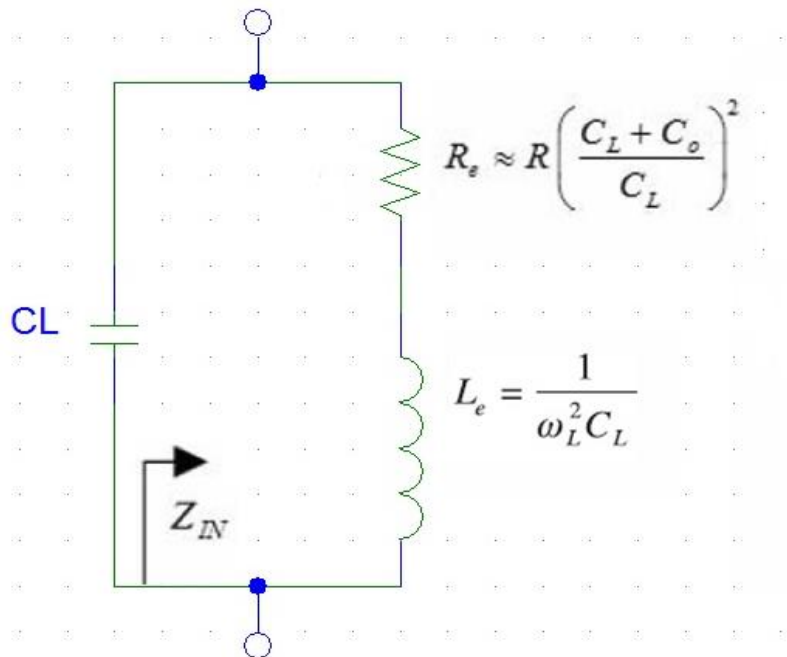 R_e ≈ R((C_L + C_o)/C_L)^2
CL
L_e = 1/(ω_L^2 C_L)
Z_IN